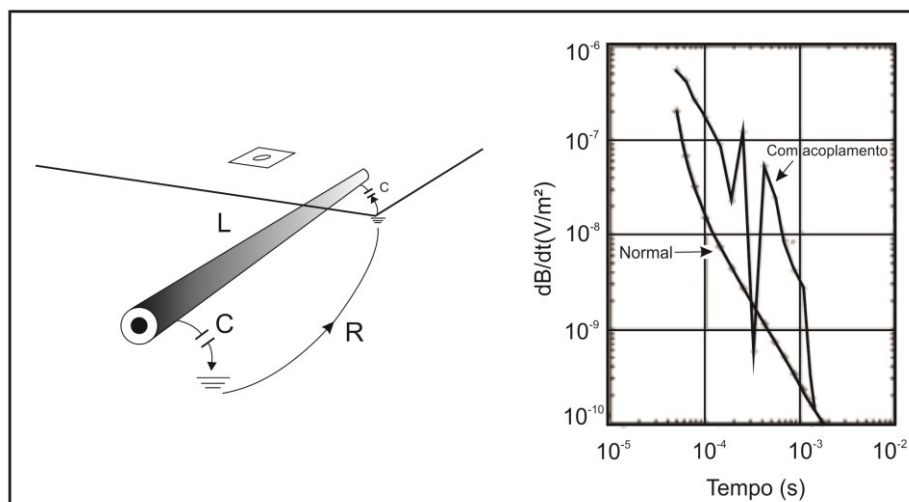 L
C
C
R
10-6
10-7
10-8
10-9
10-10
dB/dt(V/m²)
Com acoplamento
Normal
10-5
10-4
10-3
10-2
Tempo (s)